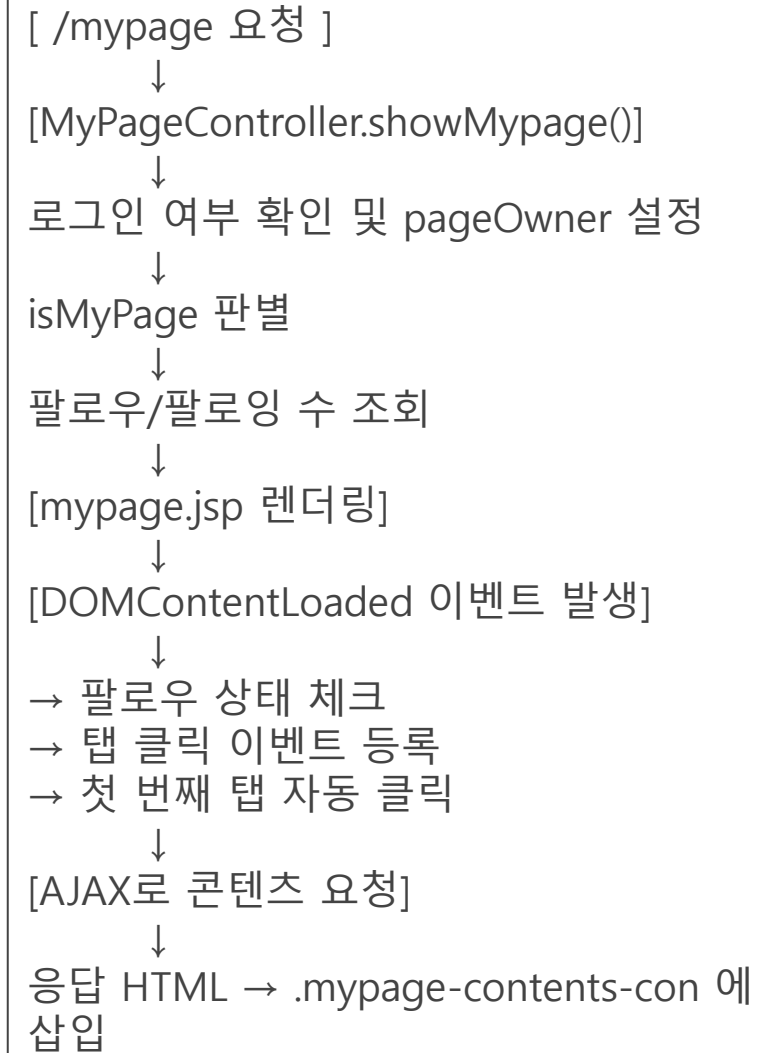 [ /mypage 요청 ]
↓
[MyPageController.showMypage()]
↓
로그인 여부 확인 및 pageOwner 설정
↓
isMyPage 판별
↓
팔로우/팔로잉 수 조회
↓
[mypage.jsp 렌더링]
↓
[DOMContentLoaded 이벤트 발생]
↓
→ 팔로우 상태 체크
→ 탭 클릭 이벤트 등록
→ 첫 번째 탭 자동 클릭
↓
[AJAX로 콘텐츠 요청]
↓
응답 HTML → .mypage-contents-con 에
삽입